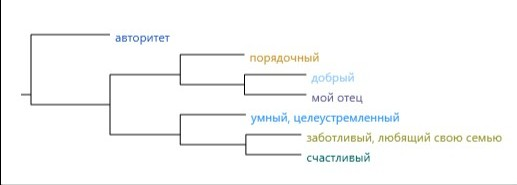 авторитет
порядочный
добрый
мой отец
умный, целеустремленный
заботливый, любящий свою семью
счастливый